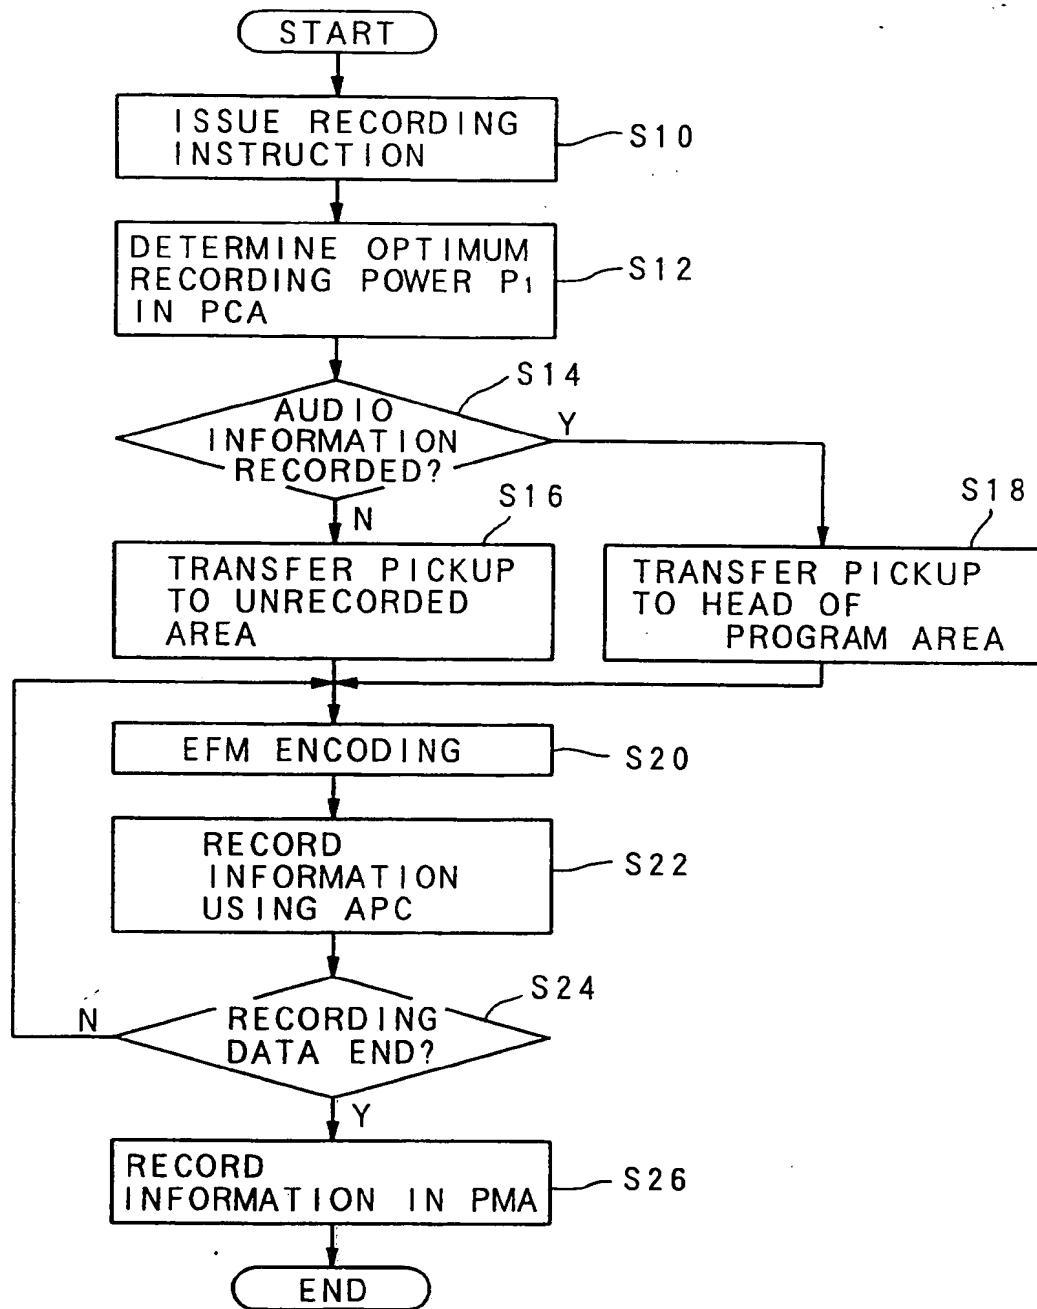 START
ISSUE RECORDING
INSTRUCTION
S10
DETERMINE OPTIMUM
RECORDING POWER P1
IN PCA
S12
S14
AUDIO
INFORMATION
RECORDED?
Y
N
S16
TRANSFER PICKUP
TO UNRECORDED
AREA
S18
TRANSFER PICKUP
TO HEAD OF
PROGRAM AREA
EFM ENCODING
S20
RECORD
INFORMATION
USING APC
S22
S24
RECORDING
DATA END?
N
Y
RECORD
INFORMATION IN PMA
S26
END